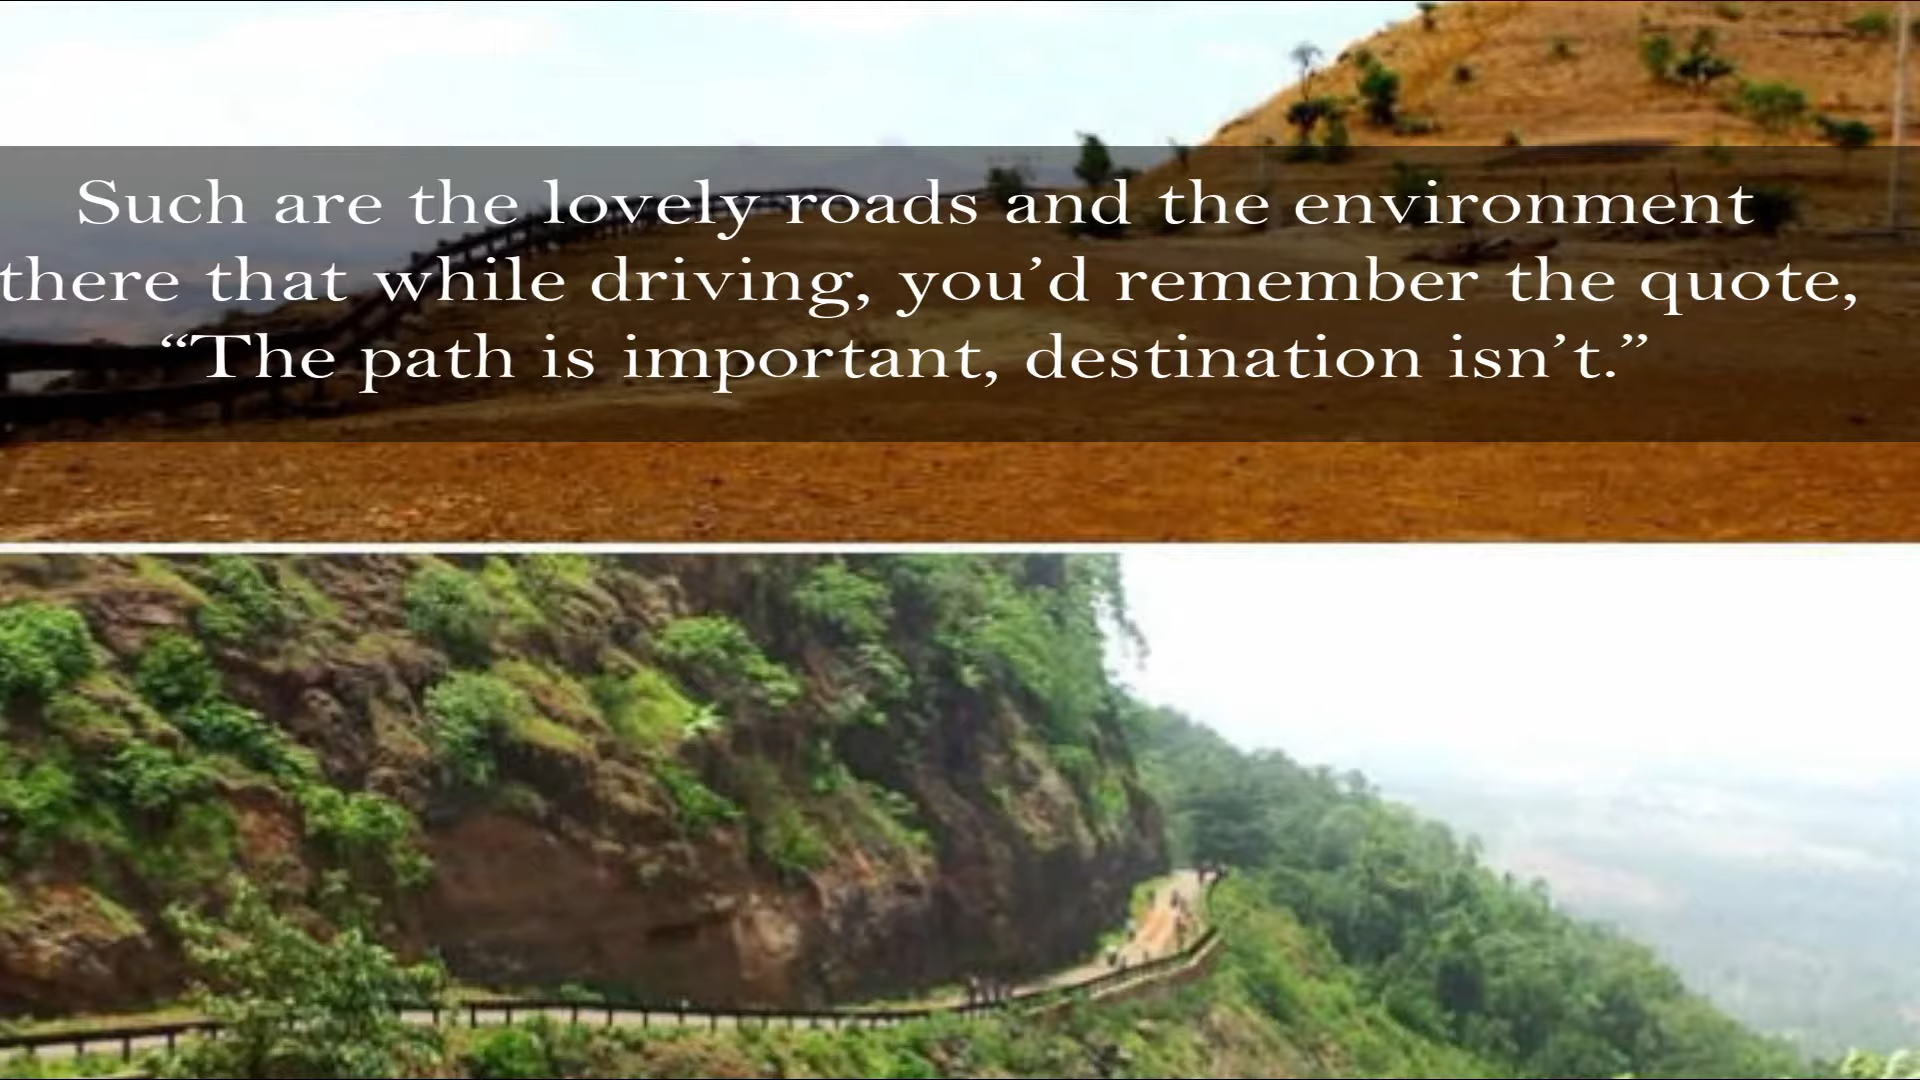 Such are the lovely roads and the environment
there that while driving, you’d remember the quote,
“The path is important, destination isn’t.”